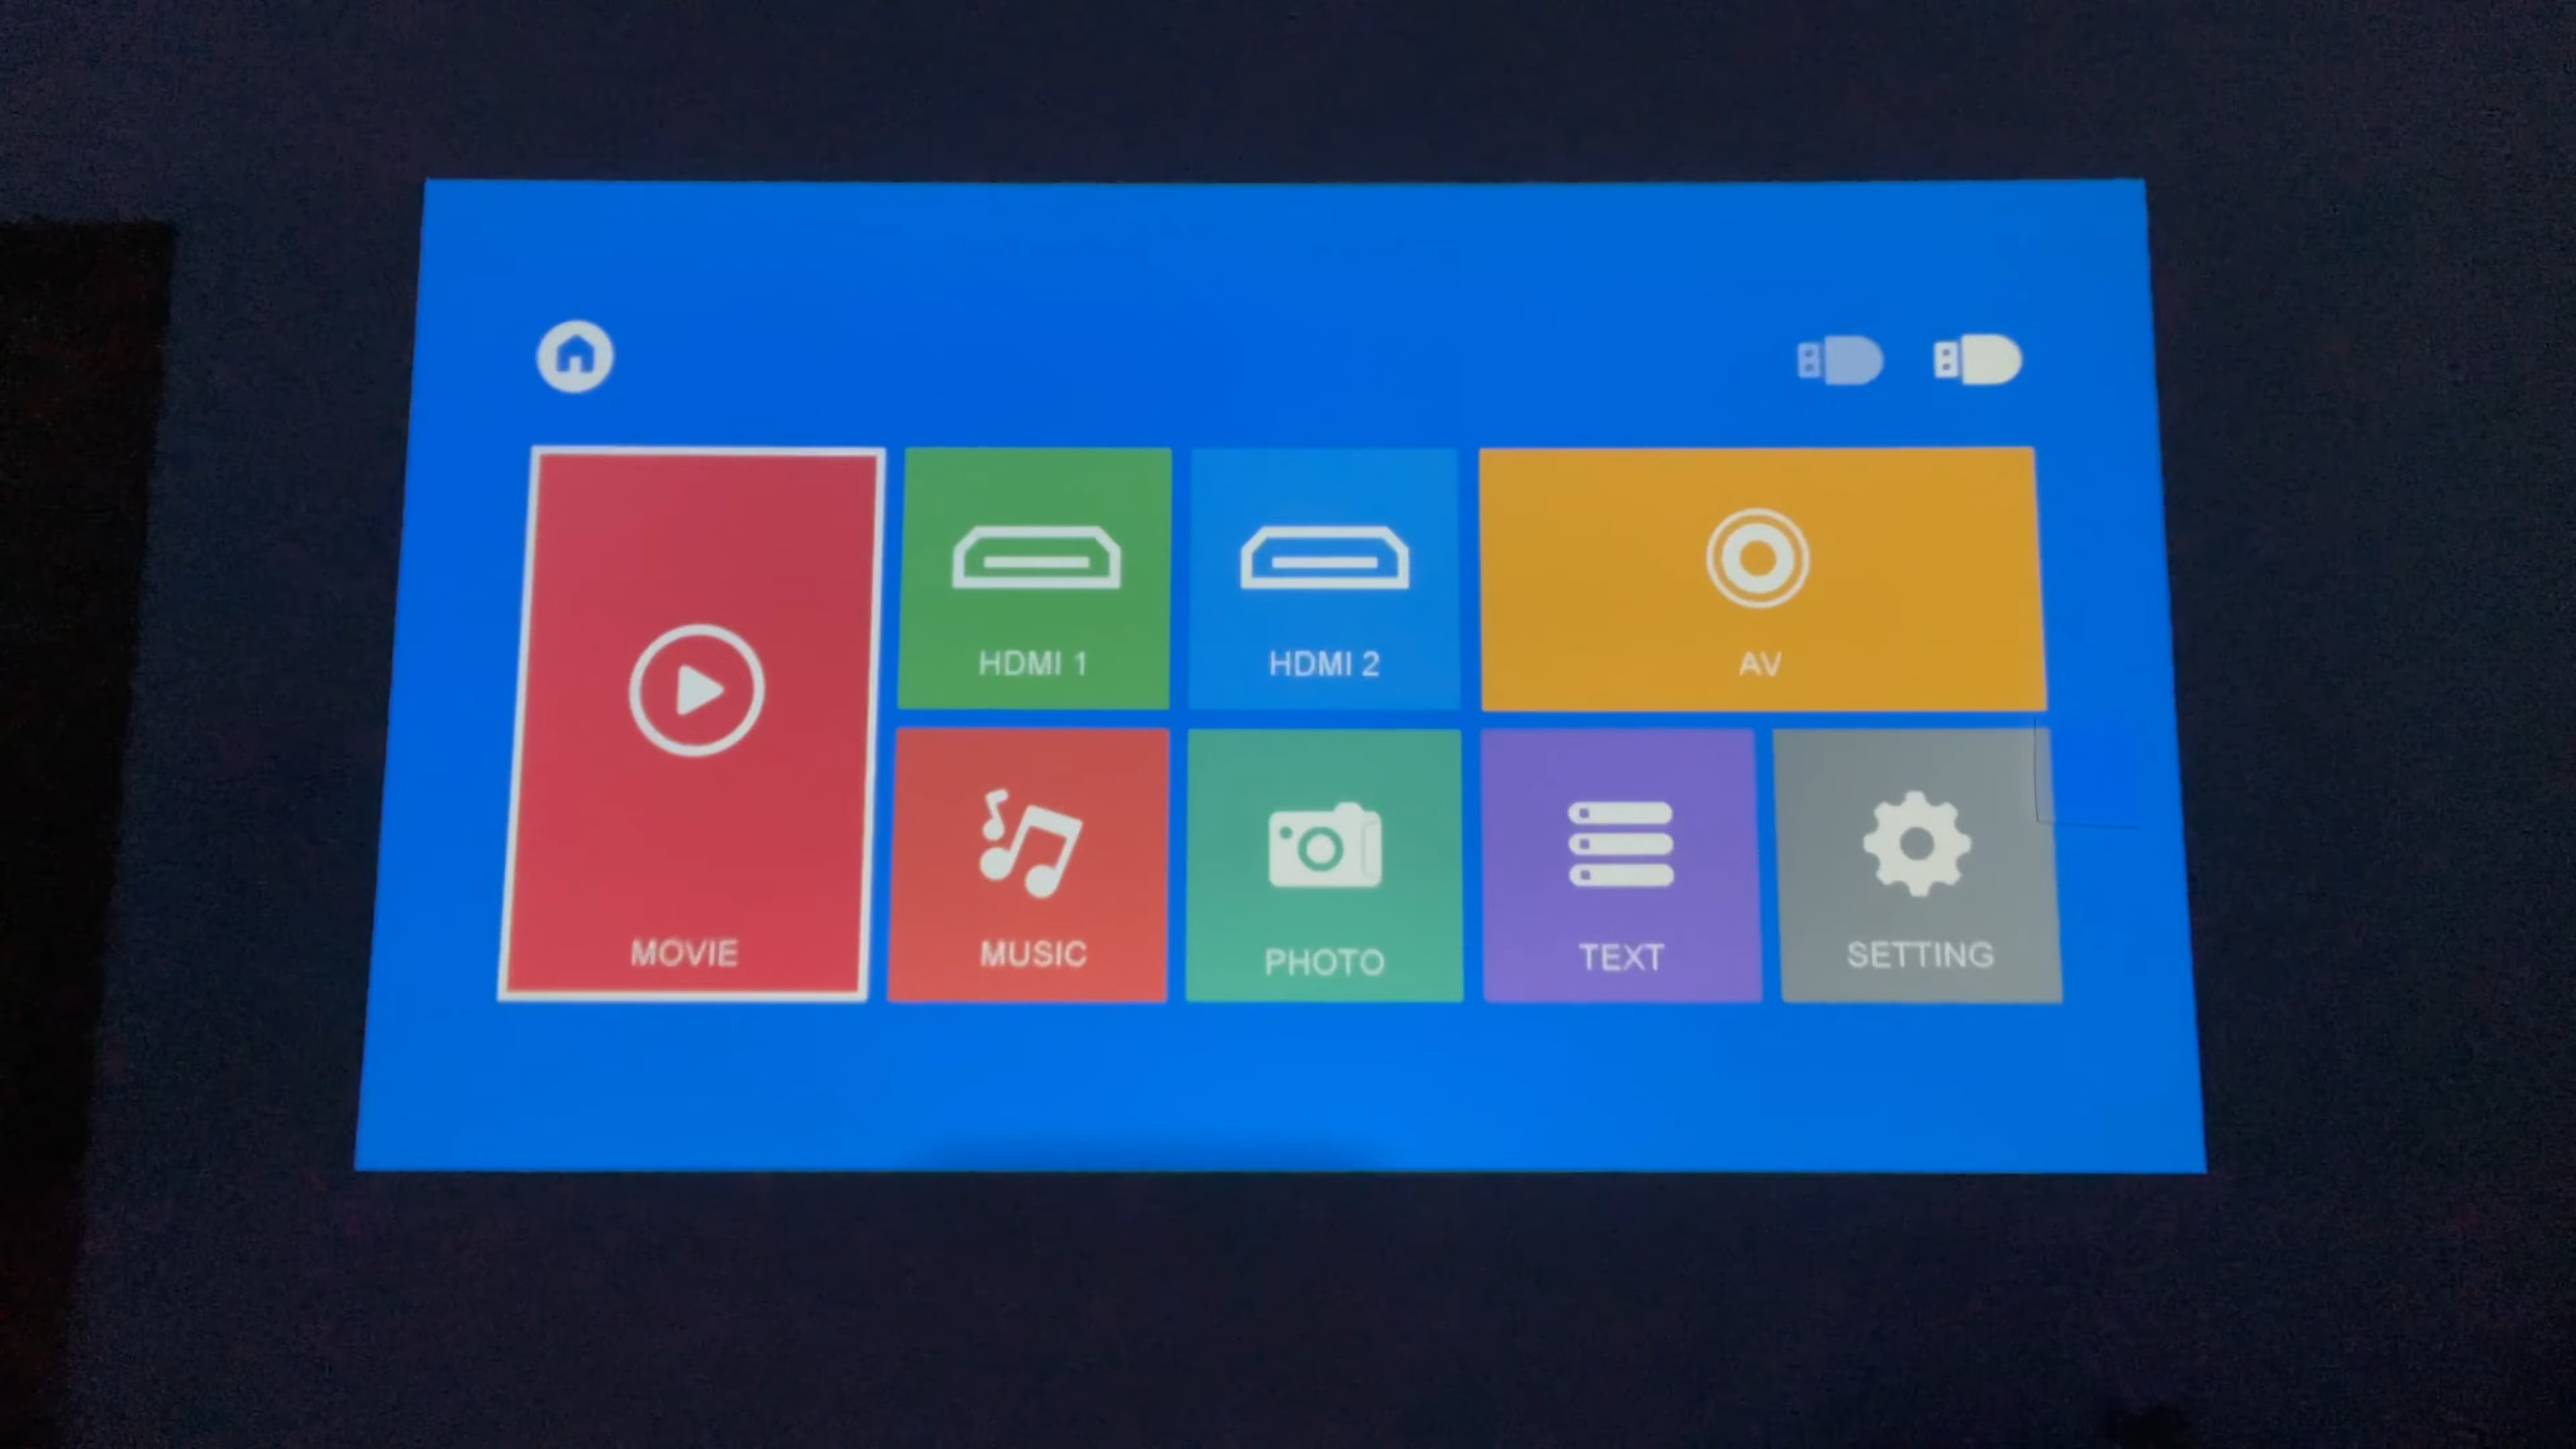 HDMI 1
HDMI 2
AV
MOVIE
MUSIC
PHOTO
TEXT
SETTING